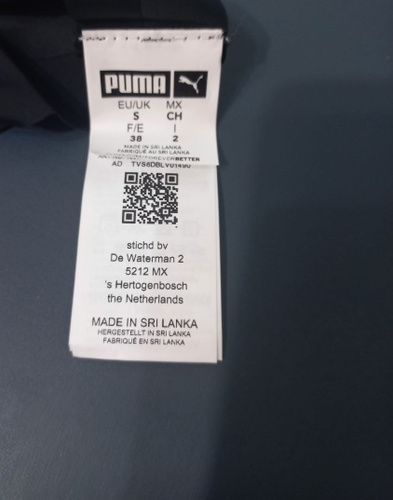 PUMA
EU/UK MX
S CH
F/E I
38 2
MADE IN SRI LANKA
FABRIQUÉ AU SRI LANKA
FOREVERBETTER
AD TVS6DBLV01490
stichd bv
De Waterman 2
5212 MX
's Hertogenbosch
the Netherlands
MADE IN SRI LANKA
HERGESTELLT IN SRI LANKA
FABRIQUÉ EN SRI LANKA